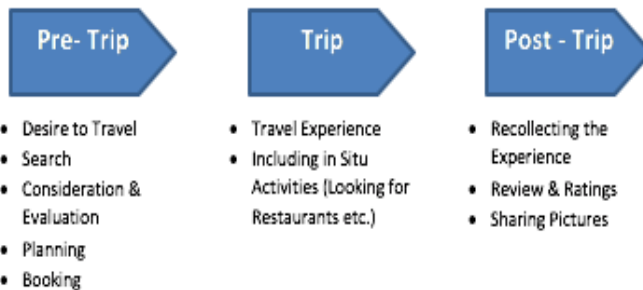 Pre- Trip
• Desire to Travel
• Search
• Consideration &
Evaluation
• Planning
• Booking
Trip
• Travel Experience
• Including in Situ
Activities (Looking for
Restaurants etc.)
Post - Trip
• Recollecting the
Experience
• Review & Ratings
• Sharing Pictures